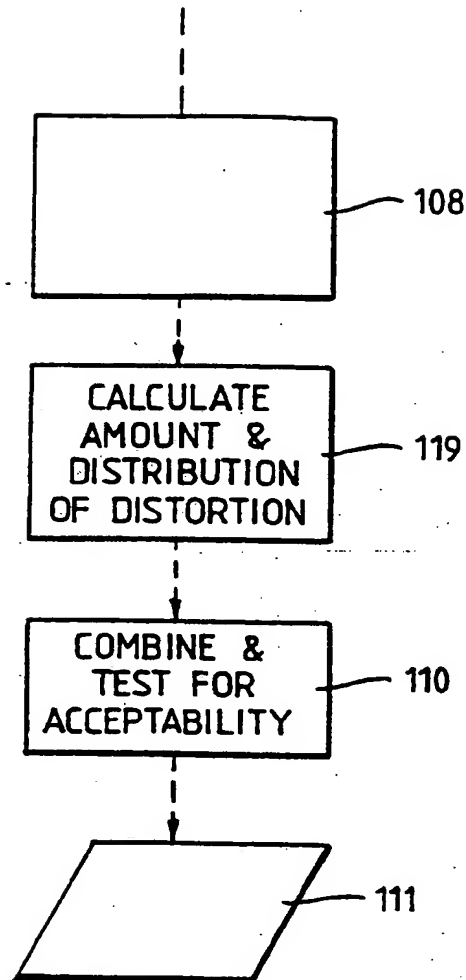 108
CALCULATE
AMOUNT &
DISTRIBUTION
OF DISTORTION
119
COMBINE &
TEST FOR
ACCEPTABILITY
110
111